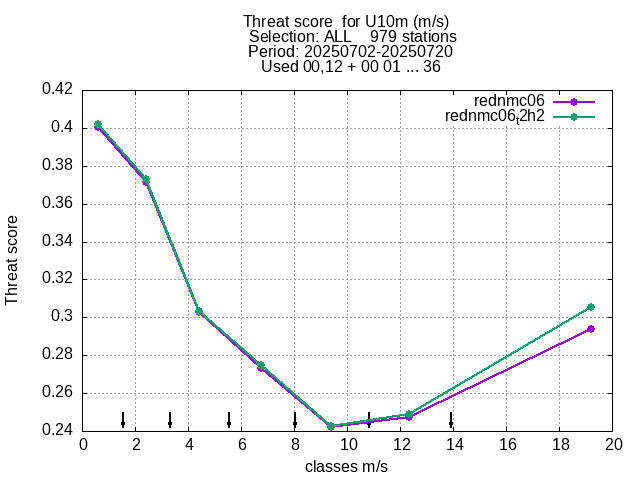 Threat score  for U10m (m/s)
Selection: ALL    979 stations
Period: 20250702-20250720
Used 00,12 + 00 01 ... 36
rednmc06
rednmc06_t2h2
0.42
0.4
0.38
0.36
0.34
0.32
0.3
0.28
0.26
0.24
Threat score
0 2 4 6 8 10 12 14 16 18 20
classes m/s